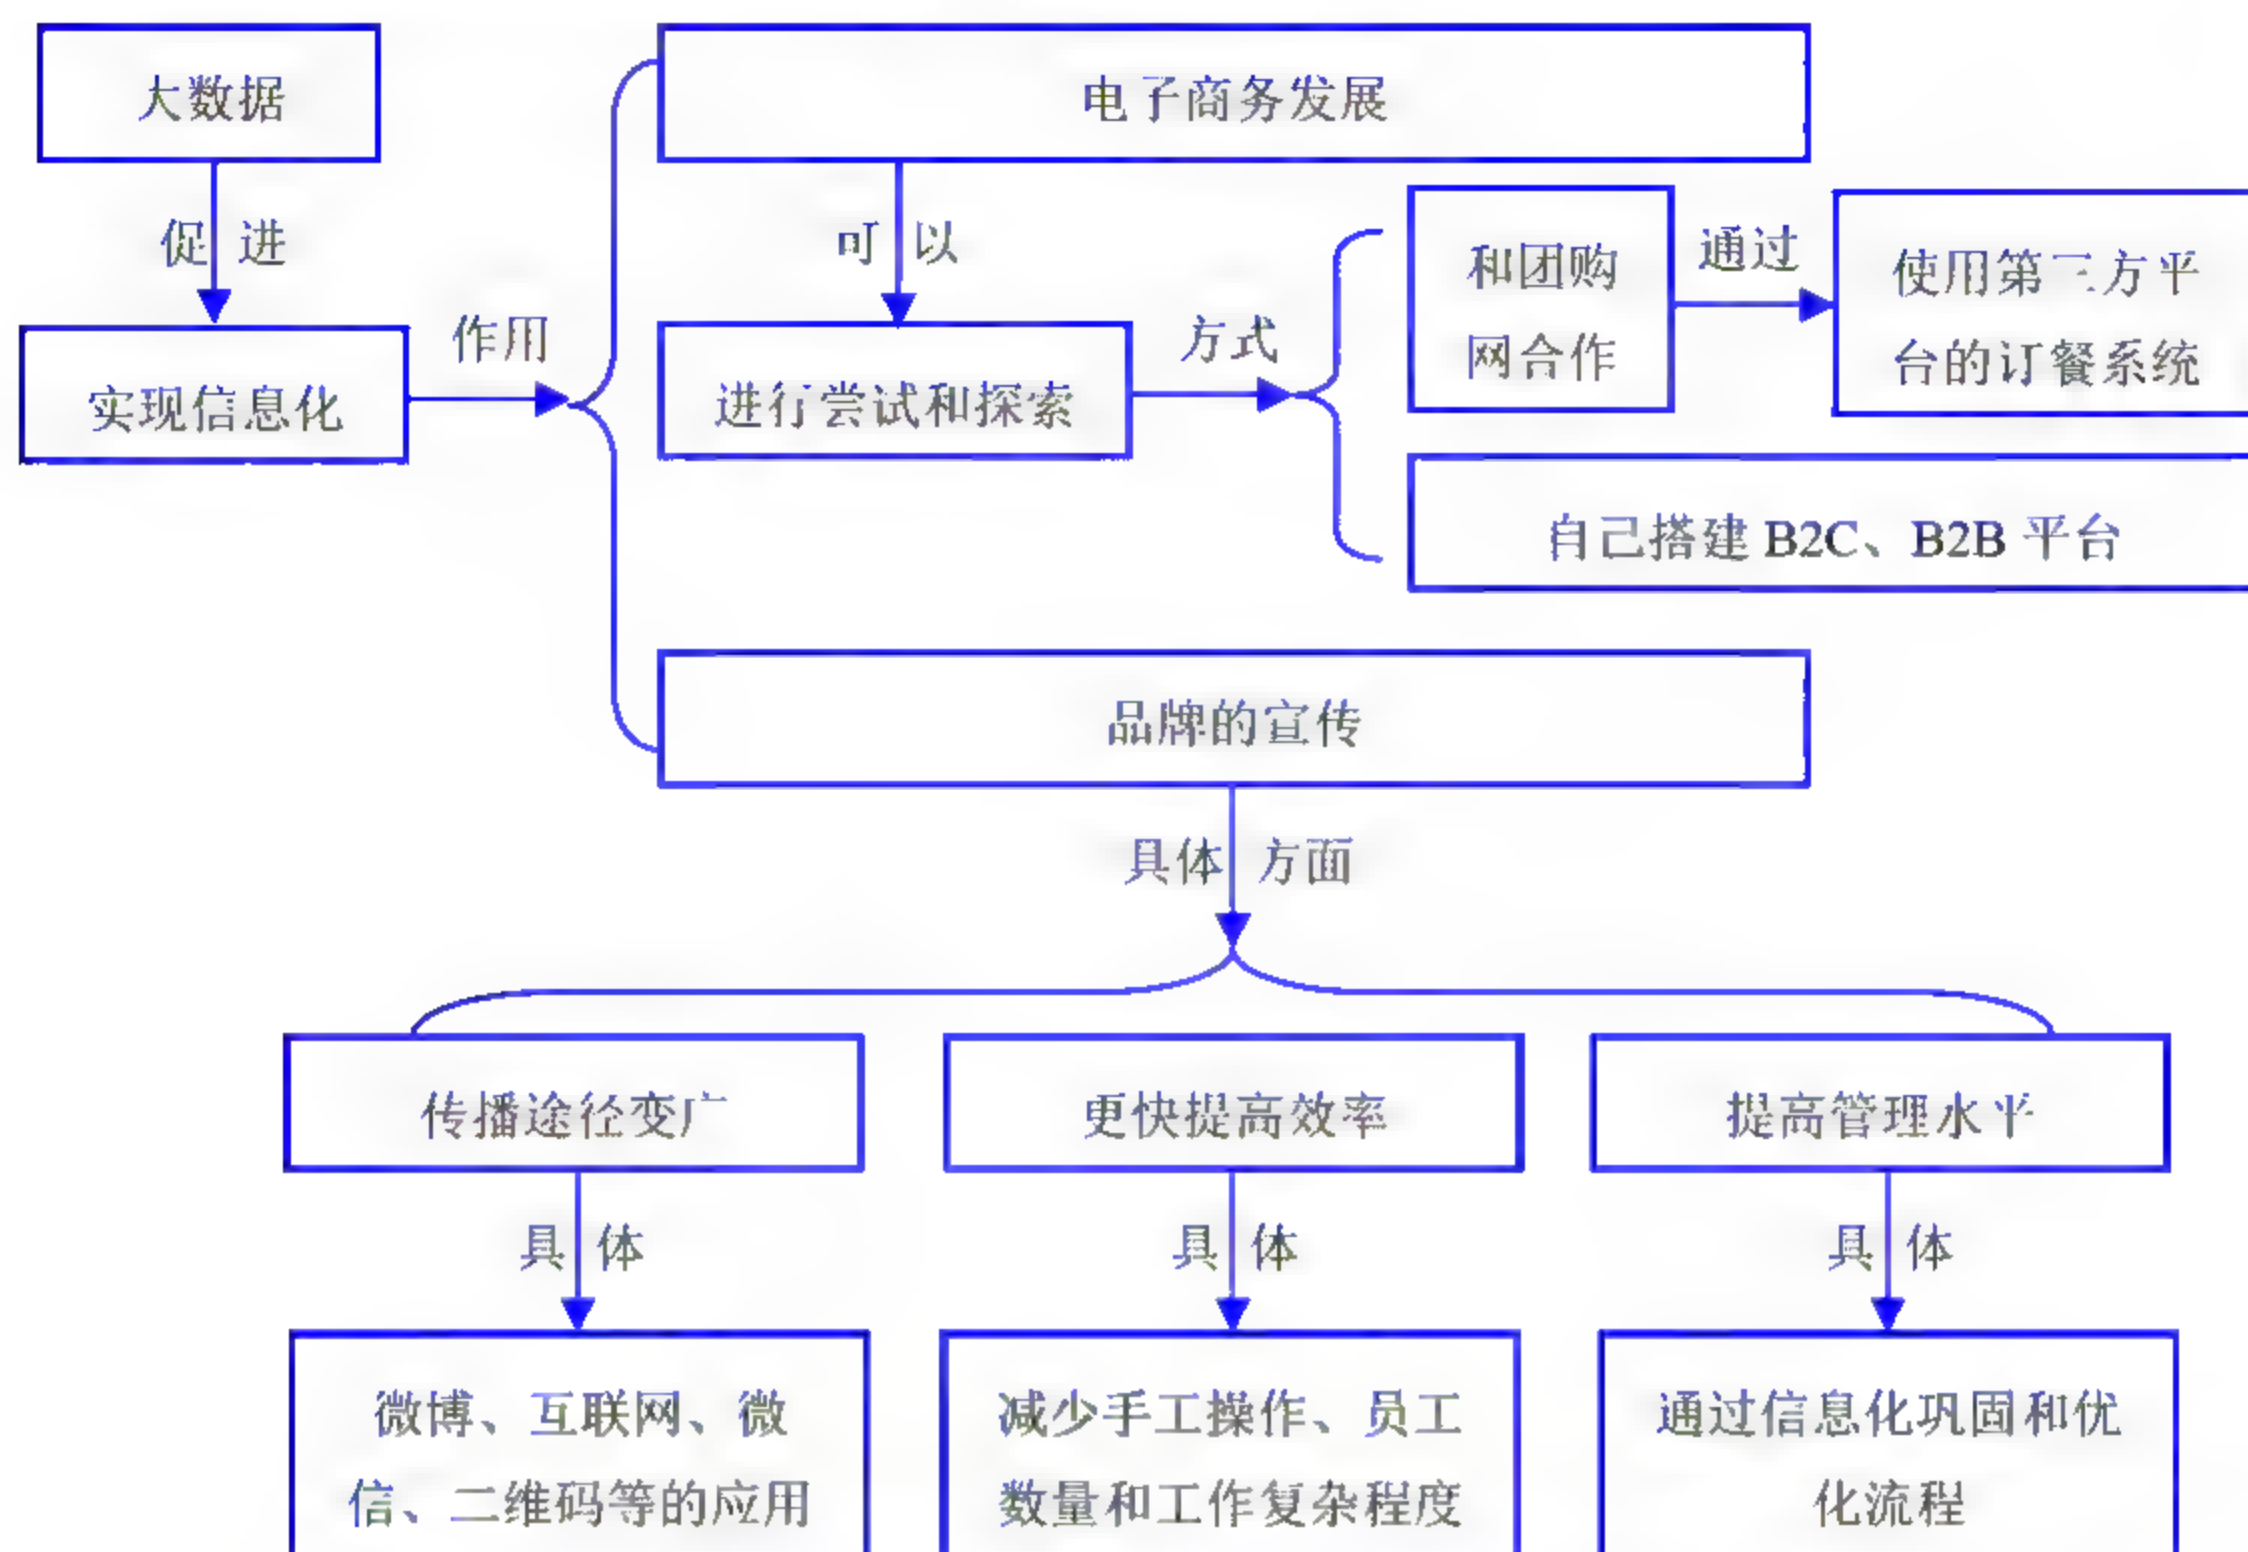 大数据
电子商务发展
促进
可以
和团购
网合作
通过
使用第三方平
台的订餐系统
实现信息化
作用
进行尝试和探索
方式
自己搭建 B2C、B2B 平台
品牌的宣传
具体方面
传播途径变广
更快提高效率
提高管理水平
具体
具体
具体
微博、互联网、微
信、二维码等的应用
减少手工操作、员工
数量和工作复杂程度
通过信息化巩固和优
化流程